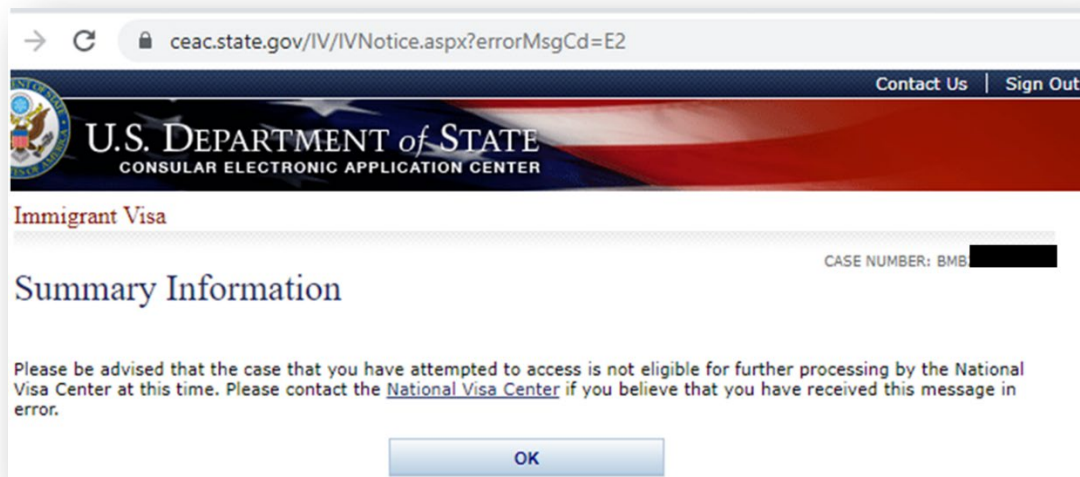 ceac.state.gov/IV/IVNotice.aspx?errorMsgCd=E2
Contact Us | Sign Out
U.S. DEPARTMENT of STATE
CONSULAR ELECTRONIC APPLICATION CENTER
Immigrant Visa
CASE NUMBER: BMB
Summary Information
Please be advised that the case that you have attempted to access is not eligible for further processing by the National
Visa Center at this time. Please contact the National Visa Center if you believe that you have received this message in
error.
OK